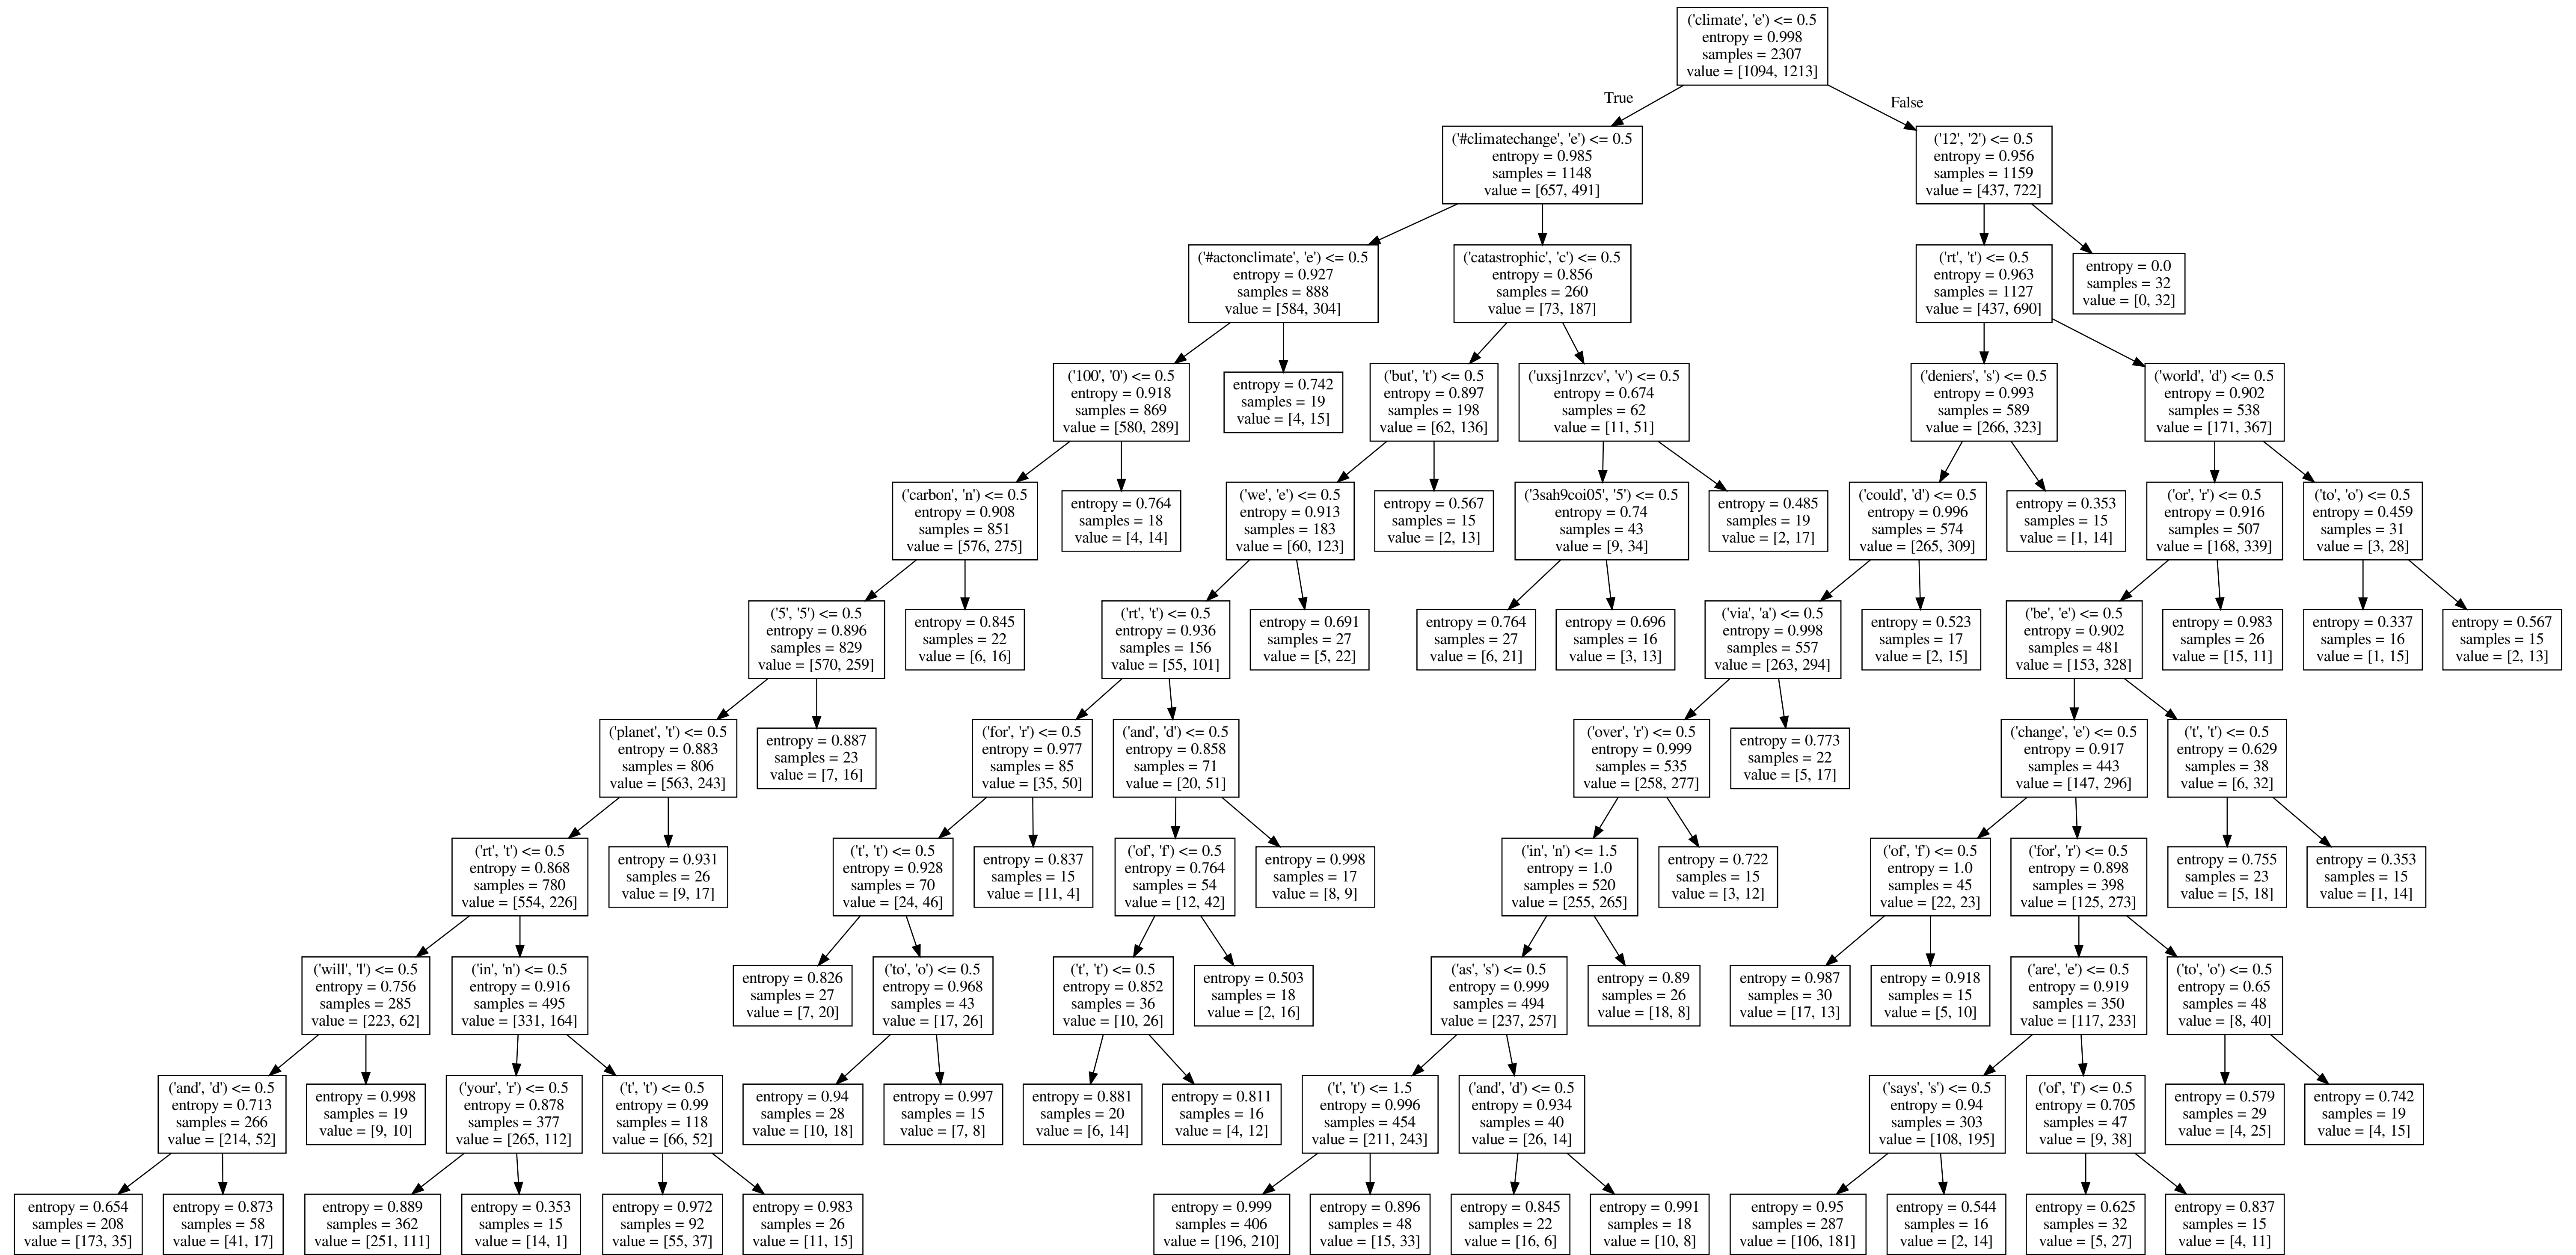 ('climate', 'e') <= 0.5
entropy = 0.998
samples = 2307
value = [1094, 1213]
True
False
('#climatechange', 'e') <= 0.5
entropy = 0.985
samples = 1148
value = [657, 491]
('12', '2') <= 0.5
entropy = 0.956
samples = 1159
value = [437, 722]
('#actonclimate', 'e') <= 0.5
entropy = 0.927
samples = 888
value = [584, 304]
('catastrophic', 'c') <= 0.5
entropy = 0.856
samples = 260
value = [73, 187]
('rt', 't') <= 0.5
entropy = 0.963
samples = 1127
value = [437, 690]
entropy = 0.0
samples = 32
value = [0, 32]
('100', '0') <= 0.5
entropy = 0.918
samples = 869
value = [580, 289]
entropy = 0.742
samples = 19
value = [4, 15]
('but', 't') <= 0.5
entropy = 0.897
samples = 198
value = [62, 136]
('uxsj1nrzcv', 'v') <= 0.5
entropy = 0.674
samples = 62
value = [11, 51]
('deniers', 's') <= 0.5
entropy = 0.993
samples = 589
value = [266, 323]
('world', 'd') <= 0.5
entropy = 0.902
samples = 538
value = [171, 367]
('carbon', 'n') <= 0.5
entropy = 0.908
samples = 851
value = [576, 275]
entropy = 0.764
samples = 18
value = [4, 14]
('we', 'e') <= 0.5
entropy = 0.913
samples = 183
value = [60, 123]
entropy = 0.567
samples = 15
value = [2, 13]
('3sah9coi05', '5') <= 0.5
entropy = 0.74
samples = 43
value = [9, 34]
entropy = 0.485
samples = 19
value = [2, 17]
('could', 'd') <= 0.5
entropy = 0.996
samples = 574
value = [265, 309]
entropy = 0.353
samples = 15
value = [1, 14]
('or', 'r') <= 0.5
entropy = 0.916
samples = 507
value = [168, 339]
('to', 'o') <= 0.5
entropy = 0.459
samples = 31
value = [3, 28]
('5', '5') <= 0.5
entropy = 0.896
samples = 829
value = [570, 259]
entropy = 0.845
samples = 22
value = [6, 16]
('rt', 't') <= 0.5
entropy = 0.936
samples = 156
value = [55, 101]
entropy = 0.691
samples = 27
value = [5, 22]
entropy = 0.764
samples = 27
value = [6, 21]
entropy = 0.696
samples = 16
value = [3, 13]
('via', 'a') <= 0.5
entropy = 0.998
samples = 557
value = [263, 294]
entropy = 0.523
samples = 17
value = [2, 15]
('be', 'e') <= 0.5
entropy = 0.902
samples = 481
value = [153, 328]
entropy = 0.983
samples = 26
value = [15, 11]
entropy = 0.337
samples = 16
value = [1, 15]
entropy = 0.567
samples = 15
value = [2, 13]
('planet', 't') <= 0.5
entropy = 0.883
samples = 806
value = [563, 243]
entropy = 0.887
samples = 23
value = [7, 16]
('for', 'r') <= 0.5
entropy = 0.977
samples = 85
value = [35, 50]
('and', 'd') <= 0.5
entropy = 0.858
samples = 71
value = [20, 51]
('over', 'r') <= 0.5
entropy = 0.999
samples = 535
value = [258, 277]
entropy = 0.773
samples = 22
value = [5, 17]
('change', 'e') <= 0.5
entropy = 0.917
samples = 443
value = [147, 296]
('t', 't') <= 0.5
entropy = 0.629
samples = 38
value = [6, 32]
('rt', 't') <= 0.5
entropy = 0.868
samples = 780
value = [554, 226]
entropy = 0.931
samples = 26
value = [9, 17]
('t', 't') <= 0.5
entropy = 0.928
samples = 70
value = [24, 46]
entropy = 0.837
samples = 15
value = [11, 4]
('of', 'f') <= 0.5
entropy = 0.764
samples = 54
value = [12, 42]
entropy = 0.998
samples = 17
value = [8, 9]
('in', 'n') <= 1.5
entropy = 1.0
samples = 520
value = [255, 265]
entropy = 0.722
samples = 15
value = [3, 12]
('of', 'f') <= 0.5
entropy = 1.0
samples = 45
value = [22, 23]
('for', 'r') <= 0.5
entropy = 0.898
samples = 398
value = [125, 273]
entropy = 0.755
samples = 23
value = [5, 18]
entropy = 0.353
samples = 15
value = [1, 14]
('will', 'l') <= 0.5
entropy = 0.756
samples = 285
value = [223, 62]
('in', 'n') <= 0.5
entropy = 0.916
samples = 495
value = [331, 164]
entropy = 0.826
samples = 27
value = [7, 20]
('to', 'o') <= 0.5
entropy = 0.968
samples = 43
value = [17, 26]
('t', 't') <= 0.5
entropy = 0.852
samples = 36
value = [10, 26]
entropy = 0.503
samples = 18
value = [2, 16]
('as', 's') <= 0.5
entropy = 0.999
samples = 494
value = [237, 257]
entropy = 0.89
samples = 26
value = [18, 8]
entropy = 0.987
samples = 30
value = [17, 13]
entropy = 0.918
samples = 15
value = [5, 10]
('are', 'e') <= 0.5
entropy = 0.919
samples = 350
value = [117, 233]
('to', 'o') <= 0.5
entropy = 0.65
samples = 48
value = [8, 40]
('and', 'd') <= 0.5
entropy = 0.713
samples = 266
value = [214, 52]
entropy = 0.998
samples = 19
value = [9, 10]
('your', 'r') <= 0.5
entropy = 0.878
samples = 377
value = [265, 112]
('t', 't') <= 0.5
entropy = 0.99
samples = 118
value = [66, 52]
entropy = 0.94
samples = 28
value = [10, 18]
entropy = 0.997
samples = 15
value = [7, 8]
entropy = 0.881
samples = 20
value = [6, 14]
entropy = 0.811
samples = 16
value = [4, 12]
('t', 't') <= 1.5
entropy = 0.996
samples = 454
value = [211, 243]
('and', 'd') <= 0.5
entropy = 0.934
samples = 40
value = [26, 14]
('says', 's') <= 0.5
entropy = 0.94
samples = 303
value = [108, 195]
('of', 'f') <= 0.5
entropy = 0.705
samples = 47
value = [9, 38]
entropy = 0.579
samples = 29
value = [4, 25]
entropy = 0.742
samples = 19
value = [4, 15]
entropy = 0.654
samples = 208
value = [173, 35]
entropy = 0.873
samples = 58
value = [41, 17]
entropy = 0.889
samples = 362
value = [251, 111]
entropy = 0.353
samples = 15
value = [14, 1]
entropy = 0.972
samples = 92
value = [55, 37]
entropy = 0.983
samples = 26
value = [11, 15]
entropy = 0.999
samples = 406
value = [196, 210]
entropy = 0.896
samples = 48
value = [15, 33]
entropy = 0.845
samples = 22
value = [16, 6]
entropy = 0.991
samples = 18
value = [10, 8]
entropy = 0.95
samples = 287
value = [106, 181]
entropy = 0.544
samples = 16
value = [2, 14]
entropy = 0.625
samples = 32
value = [5, 27]
entropy = 0.837
samples = 15
value = [4, 11]